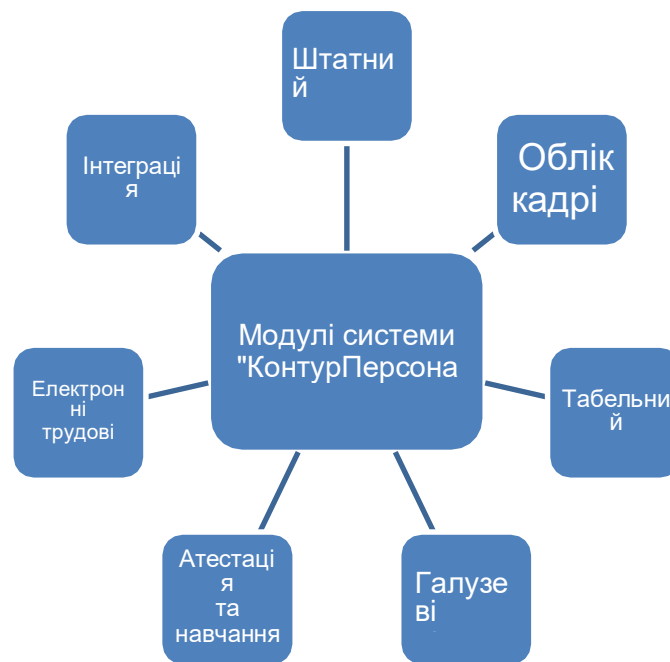 Штатни
й
Облік
кадрі
Табельни
й
Галузе
ві
Атестаці
я
та
навчання
Електрон
ні
трудові
Інтеграці
я
Модулі системи
"КонтурПерсона